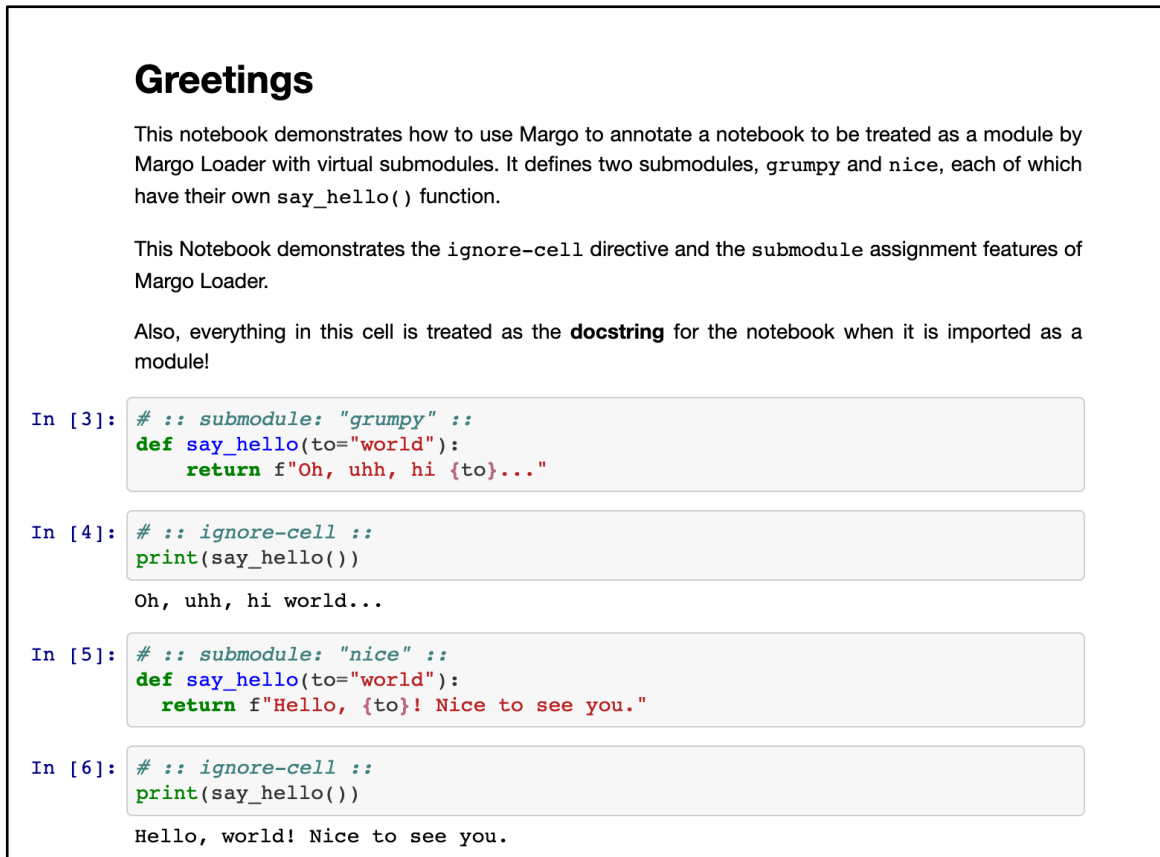 Greetings
This notebook demonstrates how to use Margo to annotate a notebook to be treated as a module by
Margo Loader with virtual submodules. It defines two submodules, grumpy and nice, each of which
have their own say_hello() function.
This Notebook demonstrates the ignore-cell directive and the submodule assignment features of
Margo Loader.
Also, everything in this cell is treated as the docstring for the notebook when it is imported as a
module!
In [3]: # :: submodule: "grumpy" ::
def say_hello(to="world"):
    return f"Oh, uhh, hi {to}..."
In [4]: # :: ignore-cell ::
print(say_hello())
Oh, uhh, hi world...
In [5]: # :: submodule: "nice" ::
def say_hello(to="world"):
  return f"Hello, {to}! Nice to see you."
In [6]: # :: ignore-cell ::
print(say_hello())
Hello, world! Nice to see you.